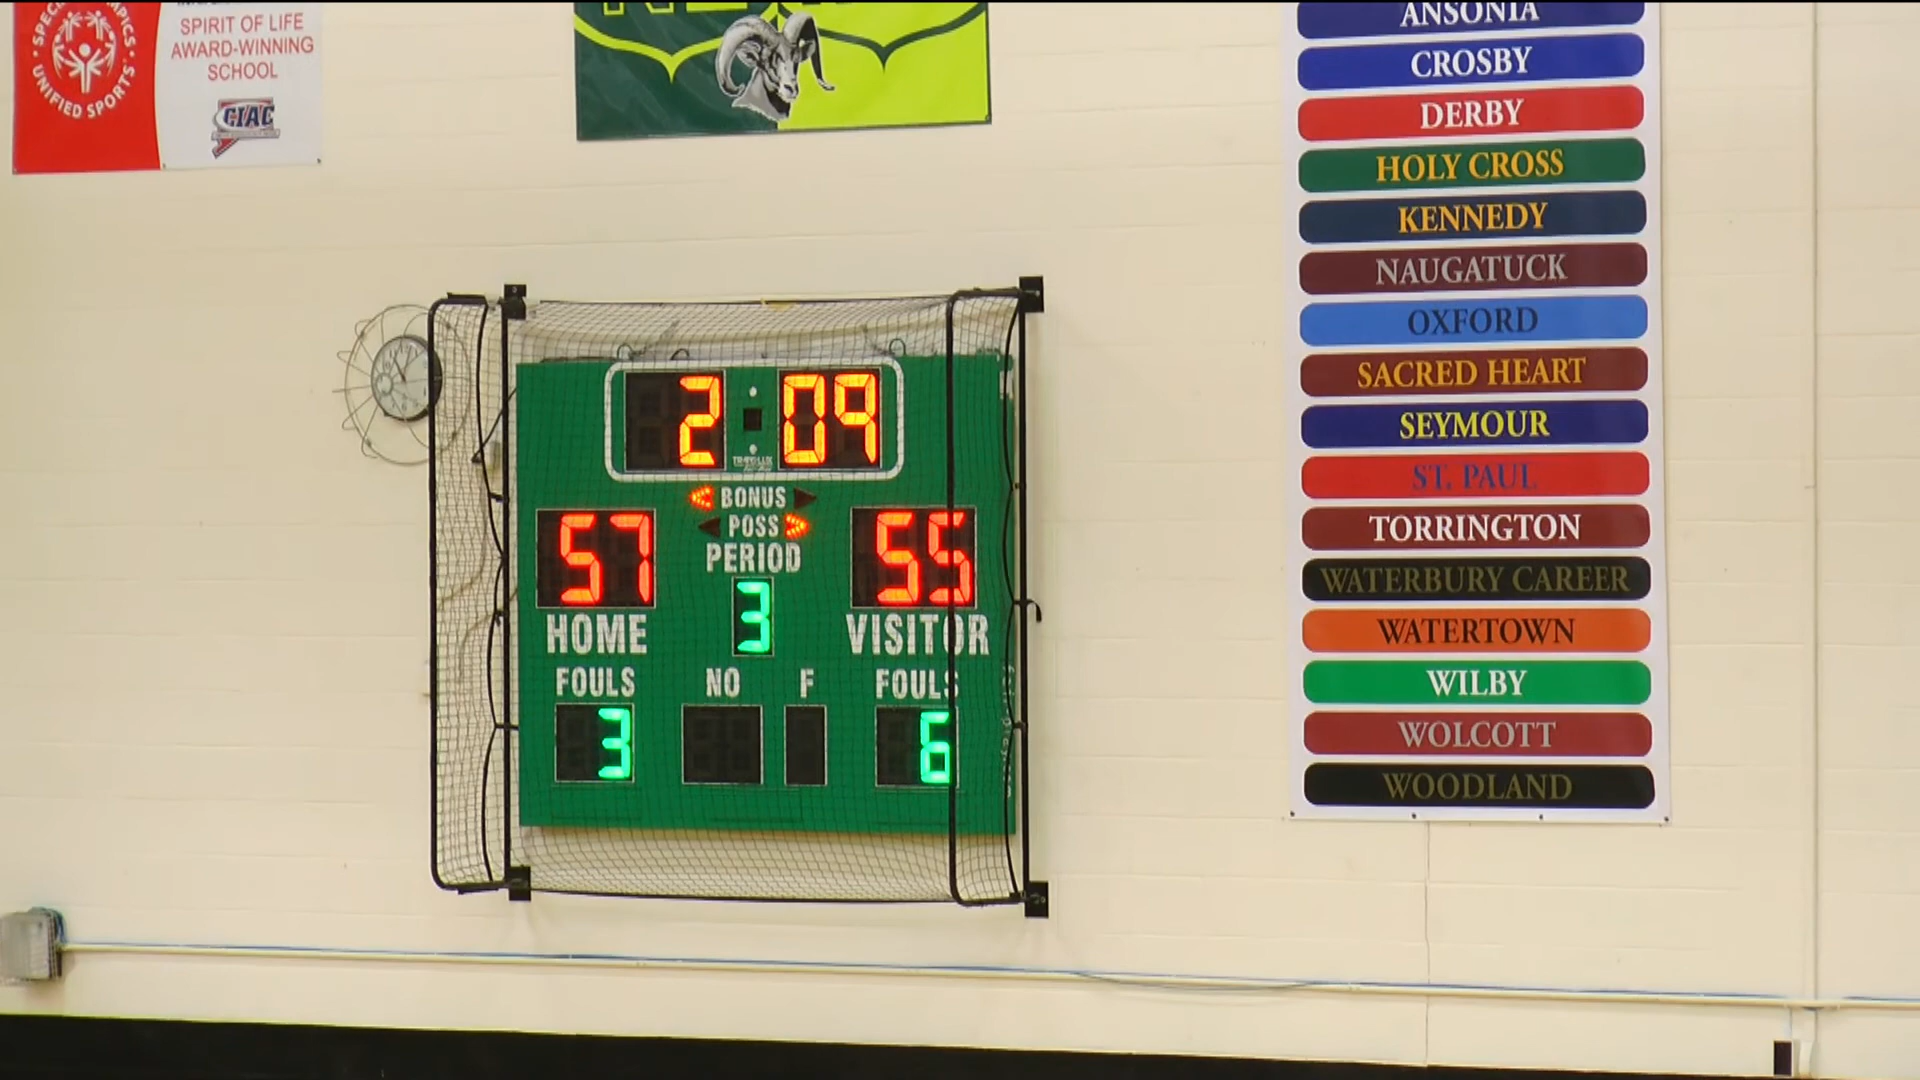 SPIRIT OF LIFE
AWARD-WINNING
SCHOOL
UNIFIED SPORTS
CIAC
ANSONIA
CROSBY
DERBY
HOLY CROSS
KENNEDY
NAUGATUCK
OXFORD
SACRED HEART
SEYMOUR
ST. PAUL
TORRINGTON
WATERBURY CAREER
WATERTOWN
WILBY
WOLCOTT
WOODLAND
2:09
TRANS-LUX
BONUS
POSS
57 PERIOD 55
3
HOME VISITOR
FOULS NO F FOULS
3 6